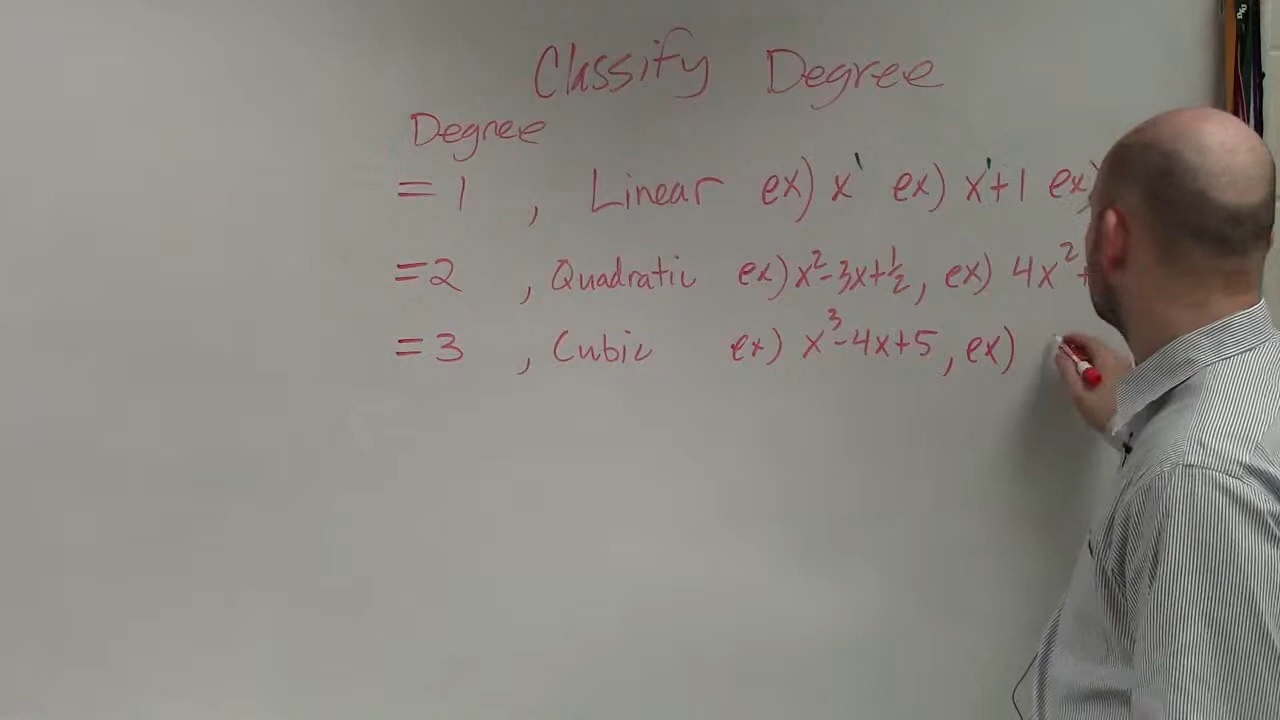 Classify Degree
Degree
= 1 , Linear ex) x¹ ex) x¹+1 ex)
=2 , Quadratic ex) x²-3x+½, ex) 4x²+
=3 , Cubic ex) x³-4x+5, ex)